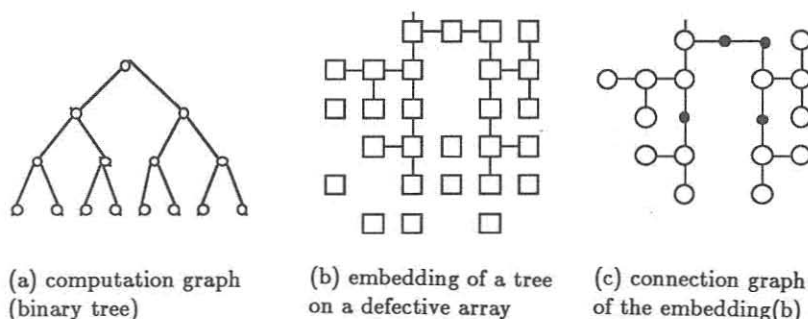 (a) computation graph
(binary tree)
(b) embedding of a tree
on a defective array
(c) connection graph
of the embedding(b)